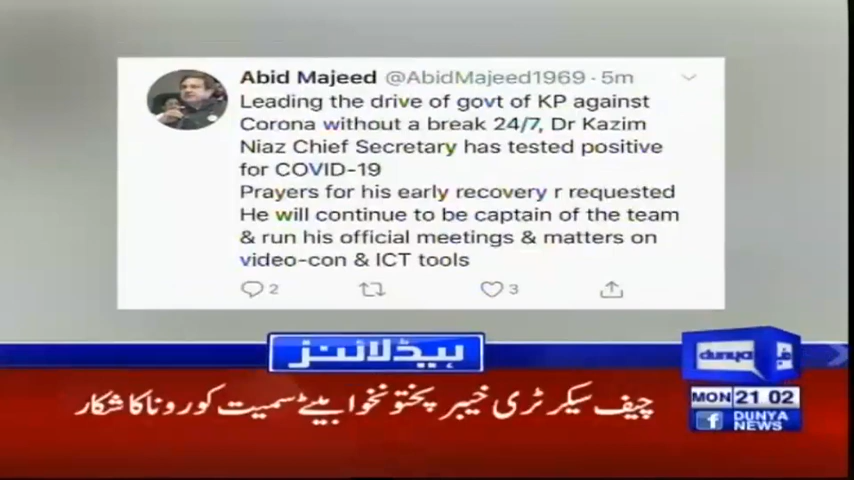 Abid Majeed @AbidMajeed1969 · 5m
Leading the drive of govt of KP against
Corona without a break 24/7, Dr Kazim
Niaz Chief Secretary has tested positive
for COVID-19
Prayers for his early recovery r requested
He will continue to be captain of the team
& run his official meetings & matters on
video-con & ICT tools
2
3
ہیڈلائنز
dunya
چیف سیکرٹری خیبر پختونخوا بیٹے سمیت کورونا کا شکار
MON 21 02
f DUNYA
NEWS